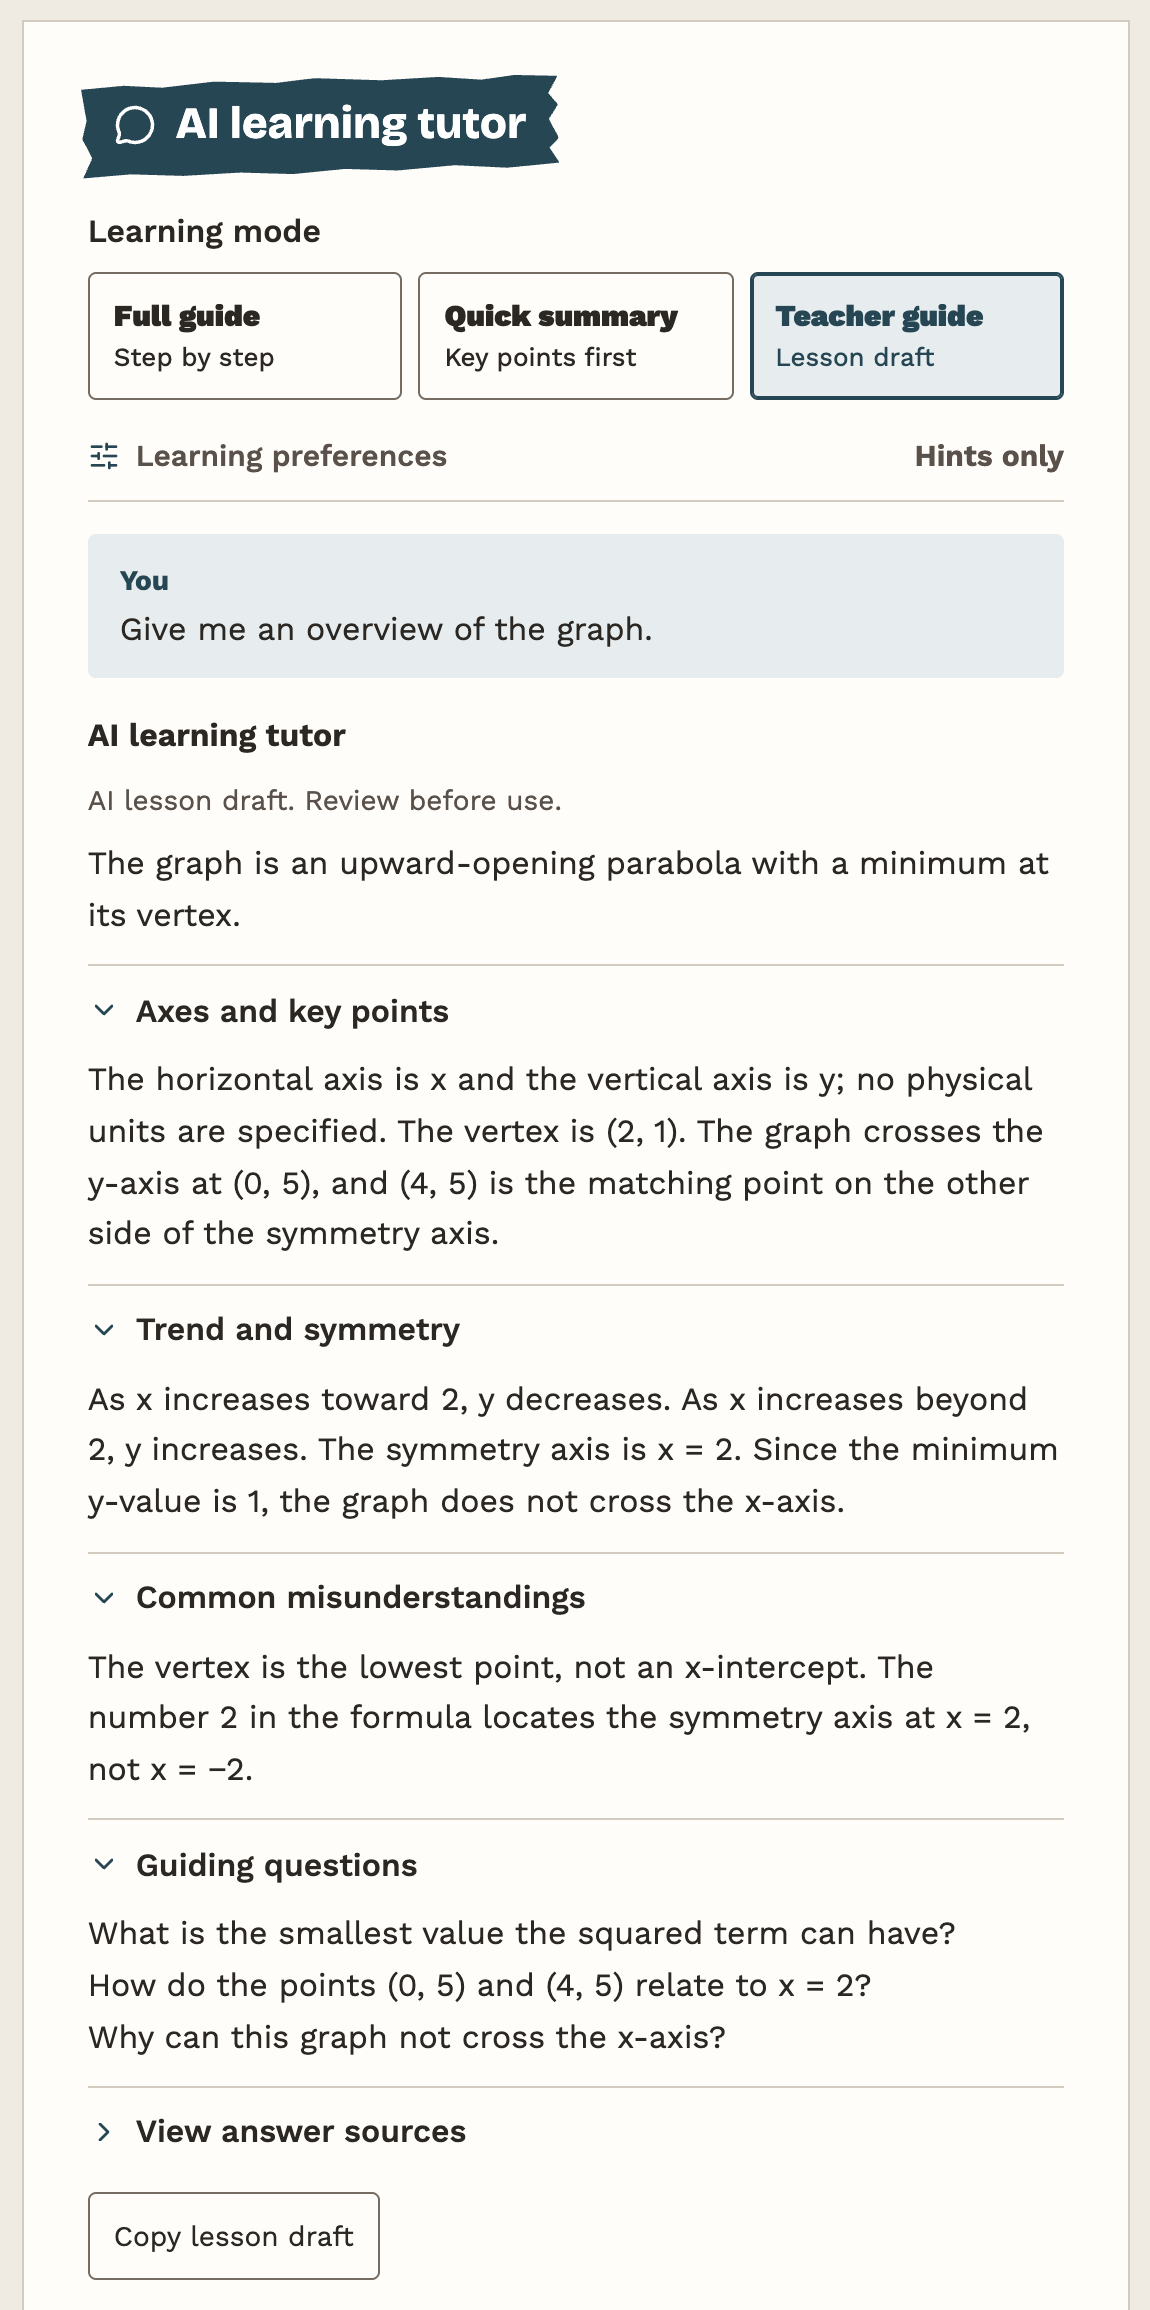 AI learning tutor
Learning mode
Full guide
Step by step
Quick summary
Key points first
Teacher guide
Lesson draft
Learning preferences
Hints only
You
Give me an overview of the graph.
AI learning tutor
AI lesson draft. Review before use.
The graph is an upward-opening parabola with a minimum at
its vertex.
Axes and key points
The horizontal axis is x and the vertical axis is y; no physical
units are specified. The vertex is (2, 1). The graph crosses the
y-axis at (0, 5), and (4, 5) is the matching point on the other
side of the symmetry axis.
Trend and symmetry
As x increases toward 2, y decreases. As x increases beyond
2, y increases. The symmetry axis is x = 2. Since the minimum
y-value is 1, the graph does not cross the x-axis.
Common misunderstandings
The vertex is the lowest point, not an x-intercept. The
number 2 in the formula locates the symmetry axis at x = 2,
not x = −2.
Guiding questions
What is the smallest value the squared term can have?
How do the points (0, 5) and (4, 5) relate to x = 2?
Why can this graph not cross the x-axis?
View answer sources
Copy lesson draft